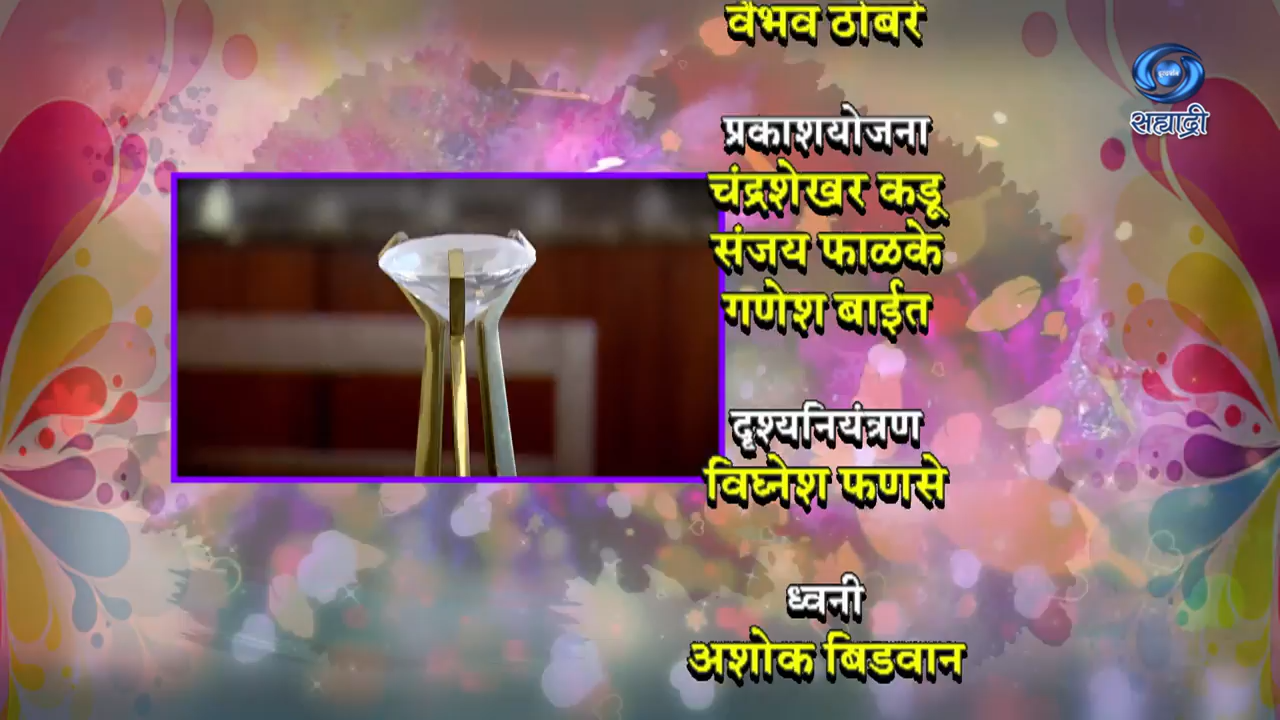 वैभव ठोंबरे
सह्याद्री
प्रकाशयोजना
चंद्रशेखर कडू
संजय फाळके
गणेश बाईत
दृश्यनियंत्रण
विघ्नेश फणसे
ध्वनी
अशोक बिडवान